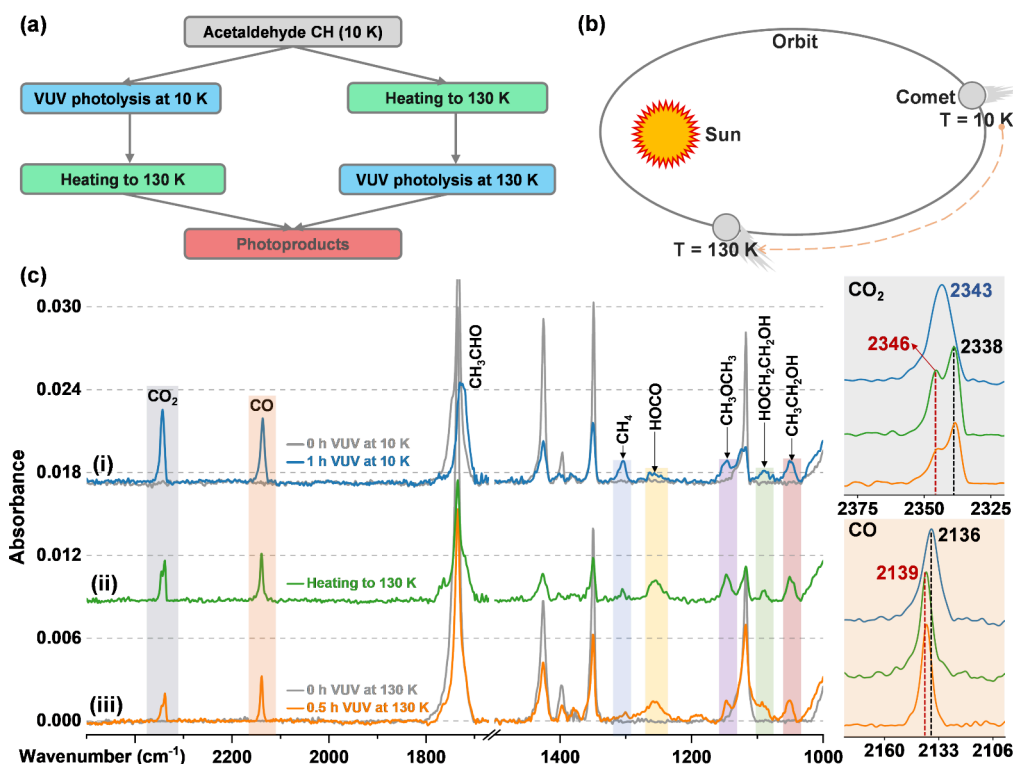 (a)
Acetaldehyde CH (10 K)
VUV photolysis at 10 K
Heating to 130 K
Heating to 130 K
VUV photolysis at 130 K
Photoproducts
(b)
Orbit
Comet
T = 10 K
Sun
T = 130 K
(c)
Absorbance
0.030
0.024
0.018
0.012
0.006
0.000
CO₂
CO
CH₃CHO
CH₄
HOCO
CH₃OCH₃
HOCH₂CH₂OH
CH₃CH₂OH
(i)
0 h VUV at 10 K
1 h VUV at 10 K
(ii)
Heating to 130 K
(iii)
0 h VUV at 130 K
0.5 h VUV at 130 K
Wavenumber (cm⁻¹)
2200
2000
1800
1400
1200
1000
CO₂
2343
2346
2338
2375
2350
2325
CO
2136
2139
2160
2133
2106